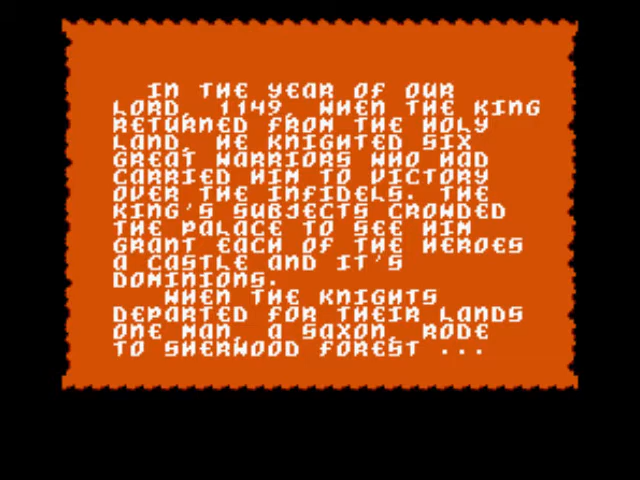 IN THE YEAR OF OUR
LORD, 1149, WHEN THE KING
RETURNED FROM THE HOLY
LAND, HE KNIGHTED SIX
GREAT WARRIORS WHO HAD
CARRIED HIM TO VICTORY
OVER THE INFIDELS. THE
KING'S SUBJECTS CROWDED
THE PALACE TO SEE HIM
GRANT EACH OF THE HEROES
A CASTLE AND IT'S
DOMINIONS.
WHEN THE KNIGHTS
DEPARTED FOR THEIR LANDS
ONE MAN, A SAXON, RODE
TO SHERWOOD FOREST ...